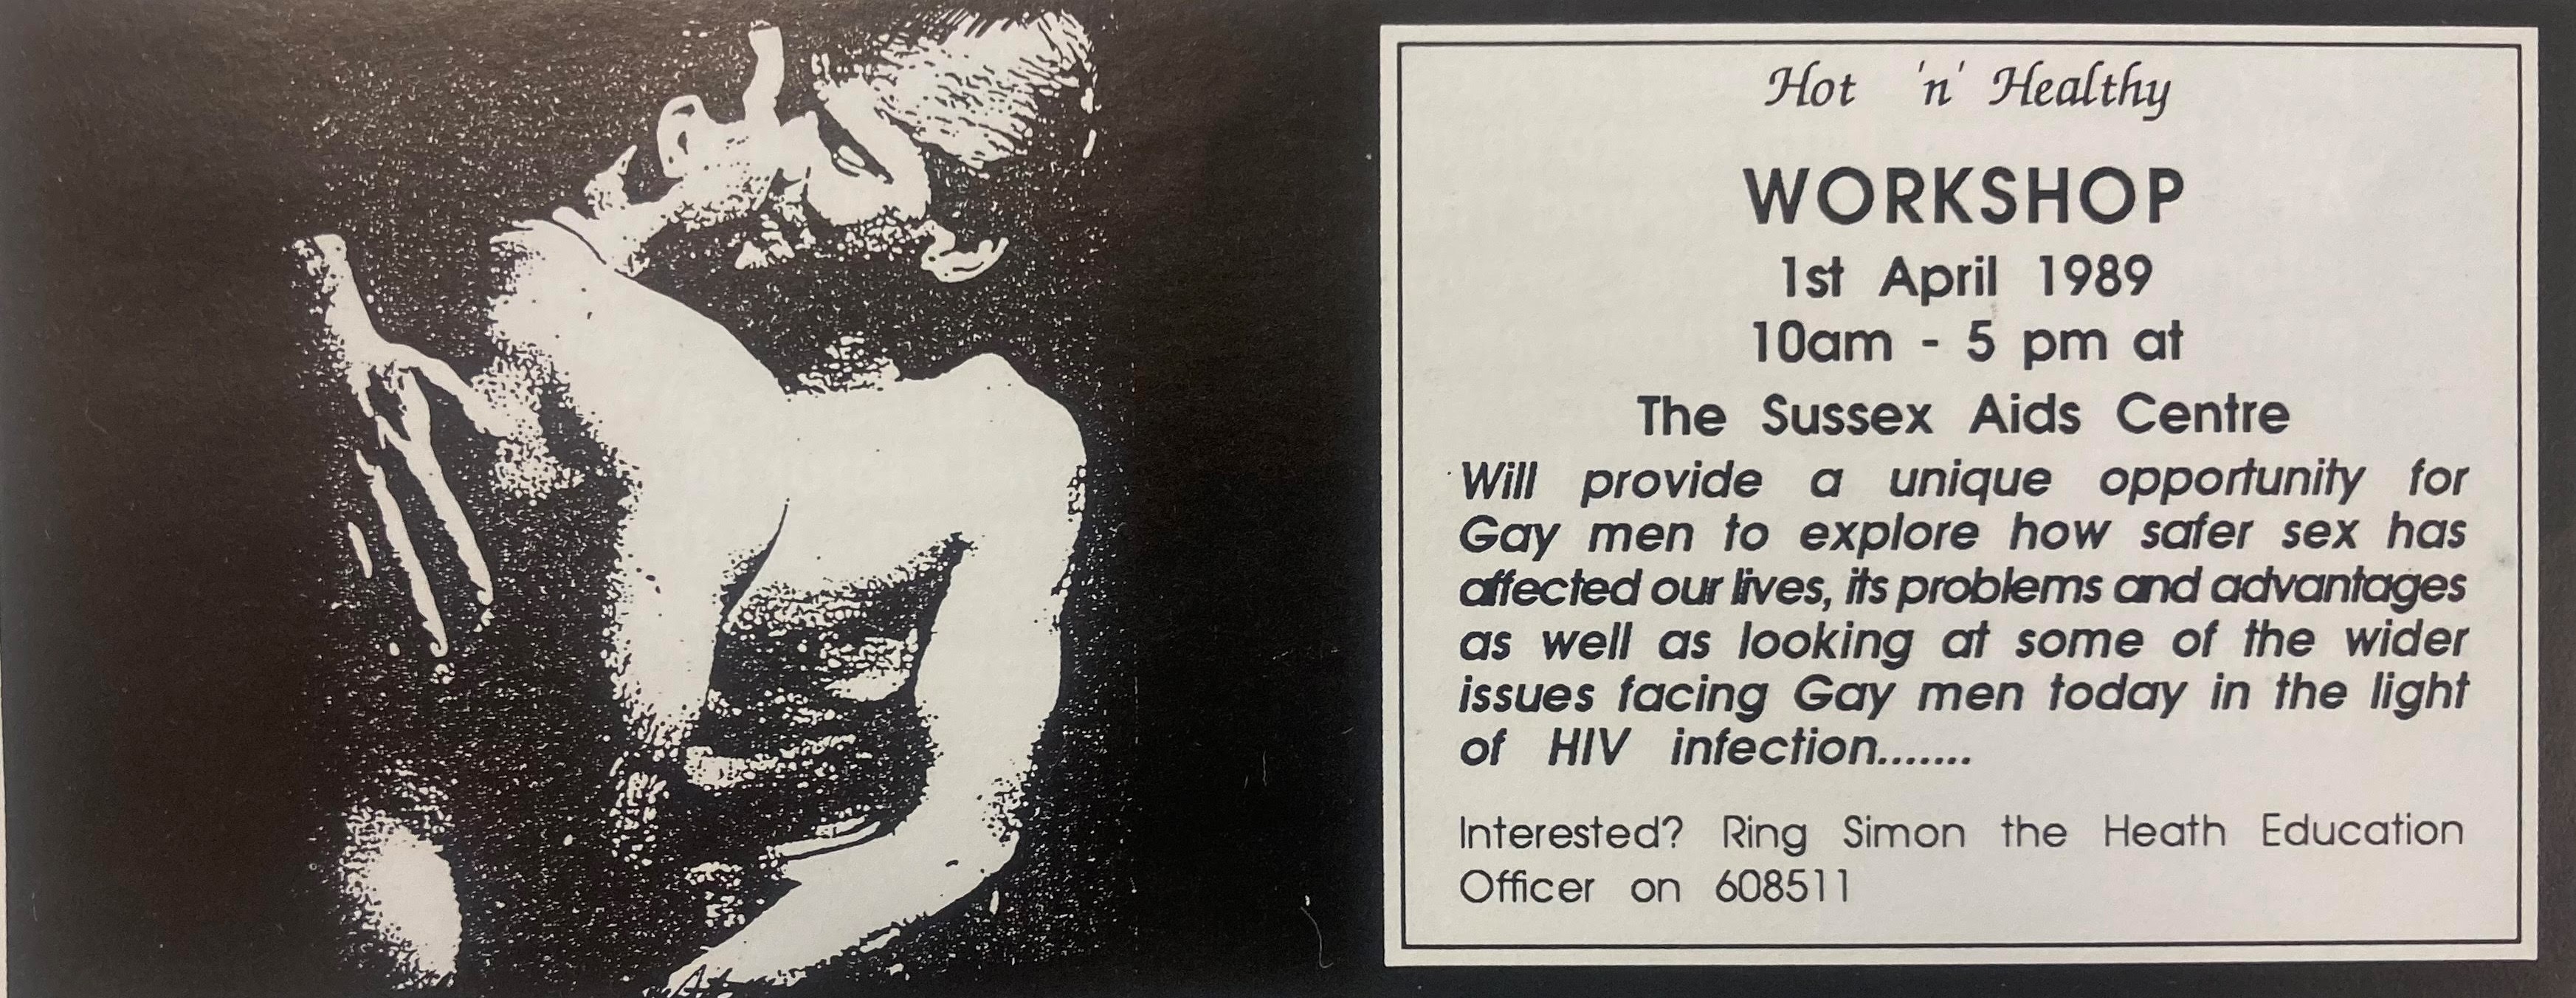 Hot 'n' Healthy
WORKSHOP
1st April 1989
10am - 5 pm at
The Sussex Aids Centre
Will provide a unique opportunity for
Gay men to explore how safer sex has
affected our lives, its problems and advantages
as well as looking at some of the wider
issues facing Gay men today in the light
of HIV infection.......
Interested? Ring Simon the Heath Education
Officer on 608511